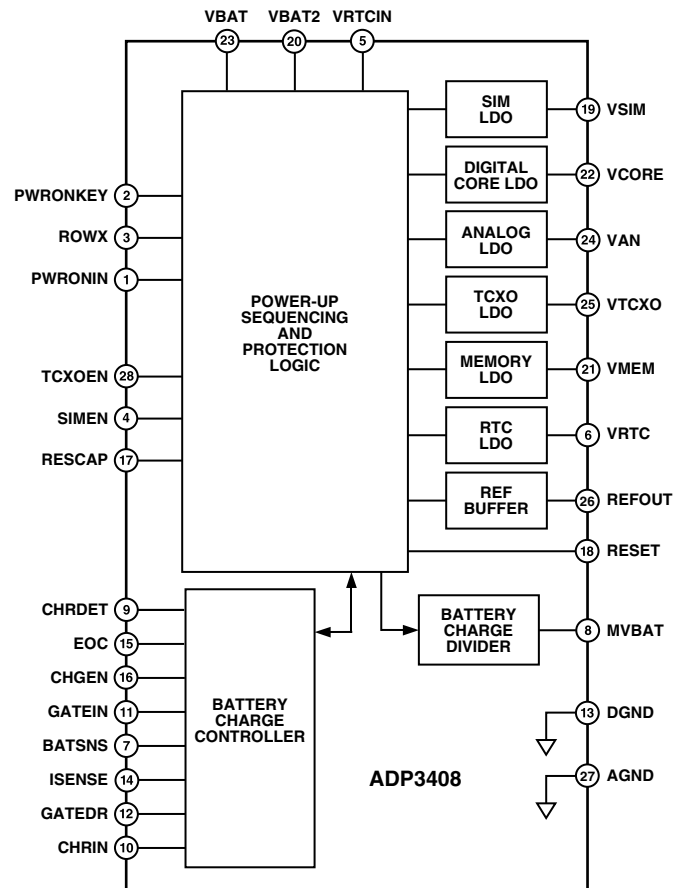 VBAT VBAT2 VRTCIN
23 20 5
SIM
LDO
19 VSIM
DIGITAL
CORE LDO
22 VCORE
PWRONKEY 2
ROWX 3
PWRONIN 1
ANALOG
LDO
24 VAN
POWER-UP
SEQUENCING
AND
PROTECTION
LOGIC
TCXO
LDO
25 VTCXO
TCXOEN 28
SIMEN 4
RESCAP 17
MEMORY
LDO
21 VMEM
RTC
LDO
6 VRTC
REF
BUFFER
26 REFOUT
18 RESET
CHRDET 9
EOC 15
CHGEN 16
GATEIN 11
BATSNS 7
ISENSE 14
GATEDR 12
CHRIN 10
BATTERY
CHARGE
CONTROLLER
BATTERY
CHARGE
DIVIDER
8 MVBAT
13 DGND
27 AGND
ADP3408